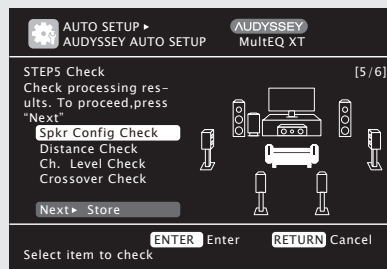 AUTO SETUP ▸
AUDYSSEY AUTO SETUP
AUDYSSEY
MultEQ XT
STEP5 Check
[5/6]
Check processing res-
ults. To proceed,press
“Next”
Spkr Config Check
Distance Check
Ch. Level Check
Crossover Check
Next▸ Store
ENTER Enter
RETURN Cancel
Select item to check